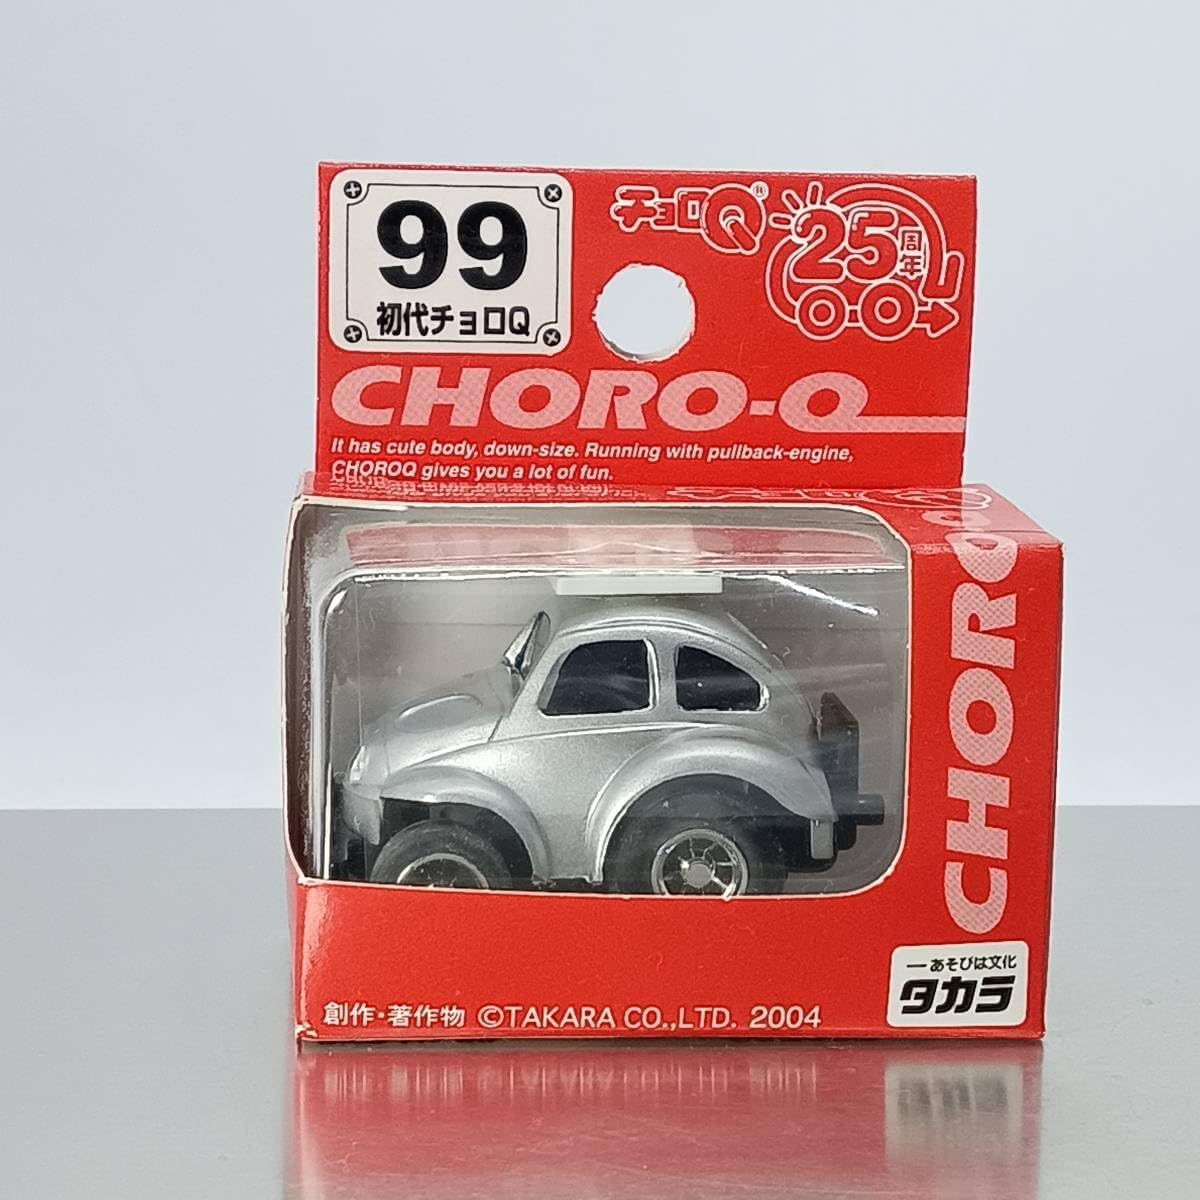 99
初代チョロQ
チョロQ®
25周年
CHORO-Q
It has cute body, down-size. Running with pullback-engine,
CHOROQ gives you a lot of fun.
CHORO
創作・著作物 ©TAKARA CO.,LTD. 2004
ーあそびは文化
タカラ